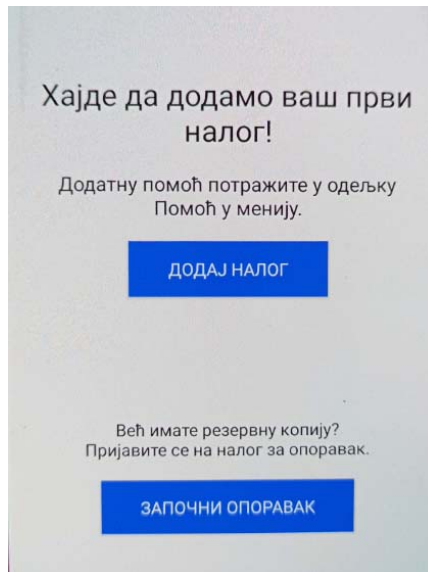 Хајде да додамо ваш први
налог!
Додатну помоћ потражите у одељку
Помоћ у менију.
ДОДАЈ НАЛОГ
Већ имате резервну копију?
Пријавите се на налог за опоравак.
ЗАПОЧНИ ОПОРАВАК